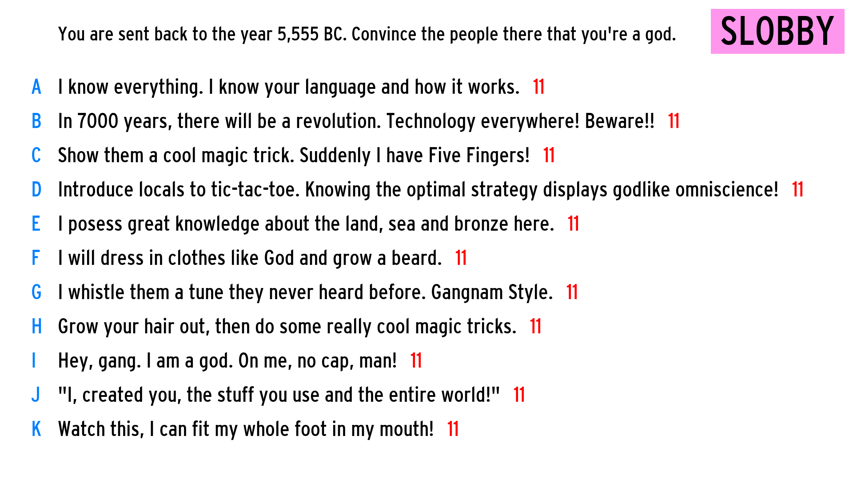 You are sent back to the year 5,555 BC. Convince the people there that you're a god.
SLOBBY
A I know everything. I know your language and how it works. 11
B In 7000 years, there will be a revolution. Technology everywhere! Beware!! 11
C Show them a cool magic trick. Suddenly I have Five Fingers! 11
D Introduce locals to tic-tac-toe. Knowing the optimal strategy displays godlike omniscience! 11
E I posess great knowledge about the land, sea and bronze here. 11
F I will dress in clothes like God and grow a beard. 11
G I whistle them a tune they never heard before. Gangnam Style. 11
H Grow your hair out, then do some really cool magic tricks. 11
I Hey, gang. I am a god. On me, no cap, man! 11
J "I, created you, the stuff you use and the entire world!" 11
K Watch this, I can fit my whole foot in my mouth! 11